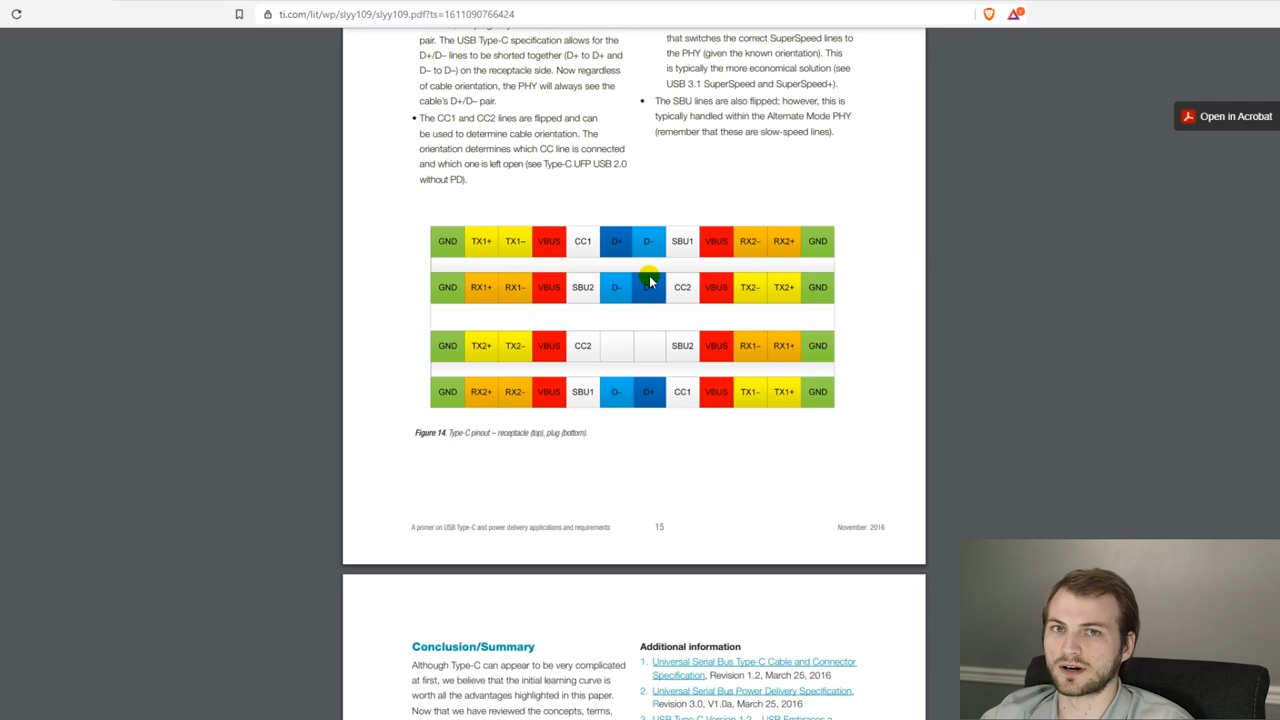 ti.com/lit/wp/slyy109/slyy109.pdf?ts=1611090766424
pair. The USB Type-C specification allows for the
D+/D– lines to be shorted together (D+ to D+ and
D– to D–) on the receptacle side. Now regardless
of cable orientation, the PHY will always see the
cable's D+/D– pair.
• The CC1 and CC2 lines are flipped and can
be used to determine cable orientation. The
orientation determines which CC line is connected
and which one is left open (see Type-C UFP USB 2.0
without PD).
that switches the correct SuperSpeed lines to
the PHY (given the known orientation). This
is typically the more economical solution (see
USB 3.1 SuperSpeed and SuperSpeed+).
• The SBU lines are also flipped; however, this is
typically handled within the Alternate Mode PHY
(remember that these are slow-speed lines).
Open in Acrobat
GND TX1+ TX1– VBUS CC1 D+ D– SBU1 VBUS RX2– RX2+ GND
GND RX1+ RX1– VBUS SBU2 D– CC2 VBUS TX2– TX2+ GND
GND TX2+ TX2– VBUS CC2 SBU2 VBUS RX1– RX1+ GND
GND RX2+ RX2– VBUS SBU1 D– D+ CC1 VBUS TX1– TX1+ GND
Figure 14. Type-C pinout – receptacle (top), plug (bottom).
A primer on USB Type-C and power delivery applications and requirements 15 November 2016
Conclusion/Summary
Although Type-C can appear to be very complicated
at first, we believe that the initial learning curve is
worth all the advantages highlighted in this paper.
Now that we have reviewed the concepts, terms,
Additional information
1. Universal Serial Bus Type-C Cable and Connector
Specification, Revision 1.2, March 25, 2016
2. Universal Serial Bus Power Delivery Specification,
Revision 3.0, V1.0a, March 25, 2016
3. USB Type-C Version 1.2 – USB Embraces a